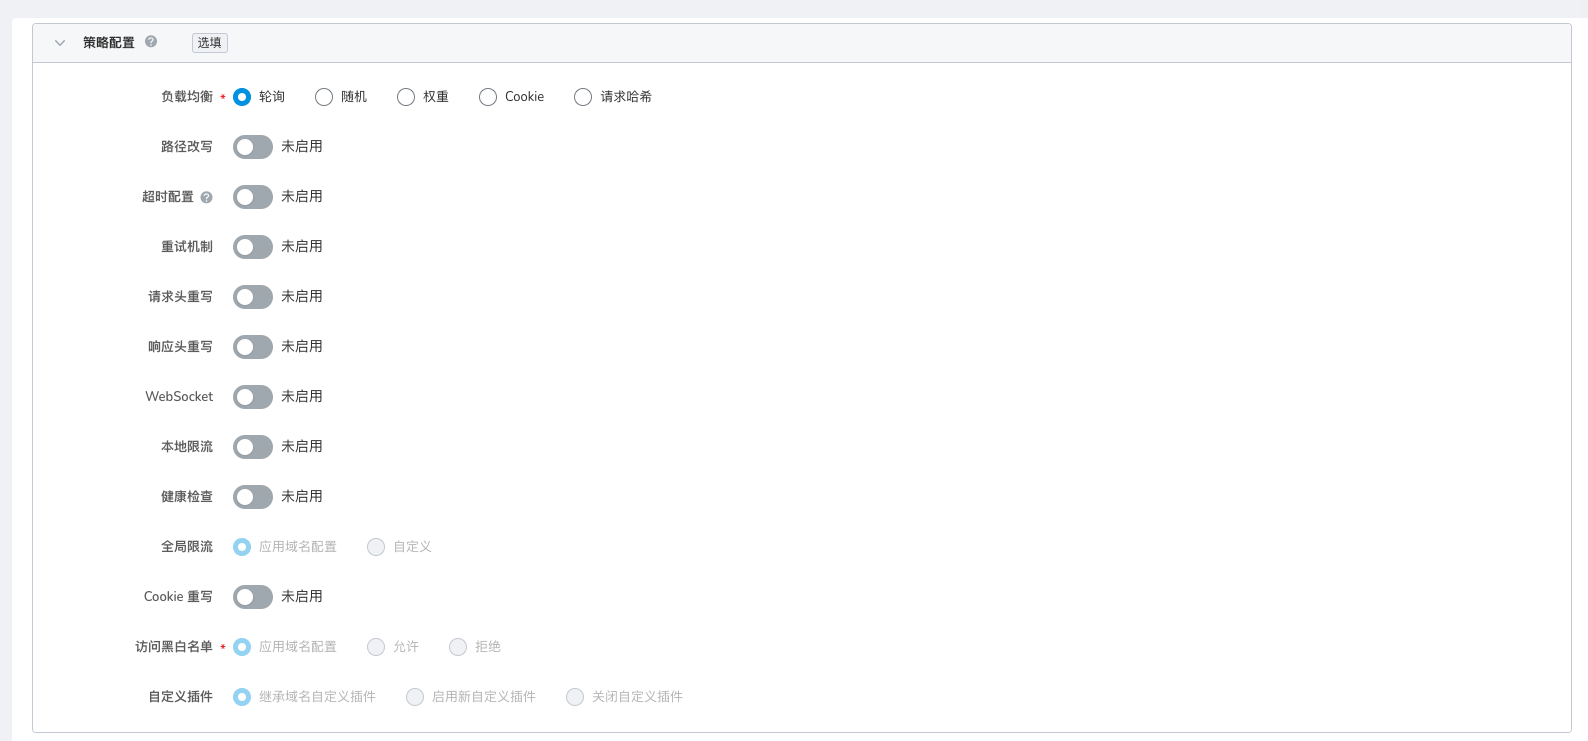 策略配置 ? 选填
负载均衡 * 轮询 随机 权重 Cookie 请求哈希
路径改写 未启用
超时配置 ? 未启用
重试机制 未启用
请求头重写 未启用
响应头重写 未启用
WebSocket 未启用
本地限流 未启用
健康检查 未启用
全局限流 应用域名配置 自定义
Cookie 重写 未启用
访问黑白名单 * 应用域名配置 允许 拒绝
自定义插件 继承域名自定义插件 启用新自定义插件 关闭自定义插件